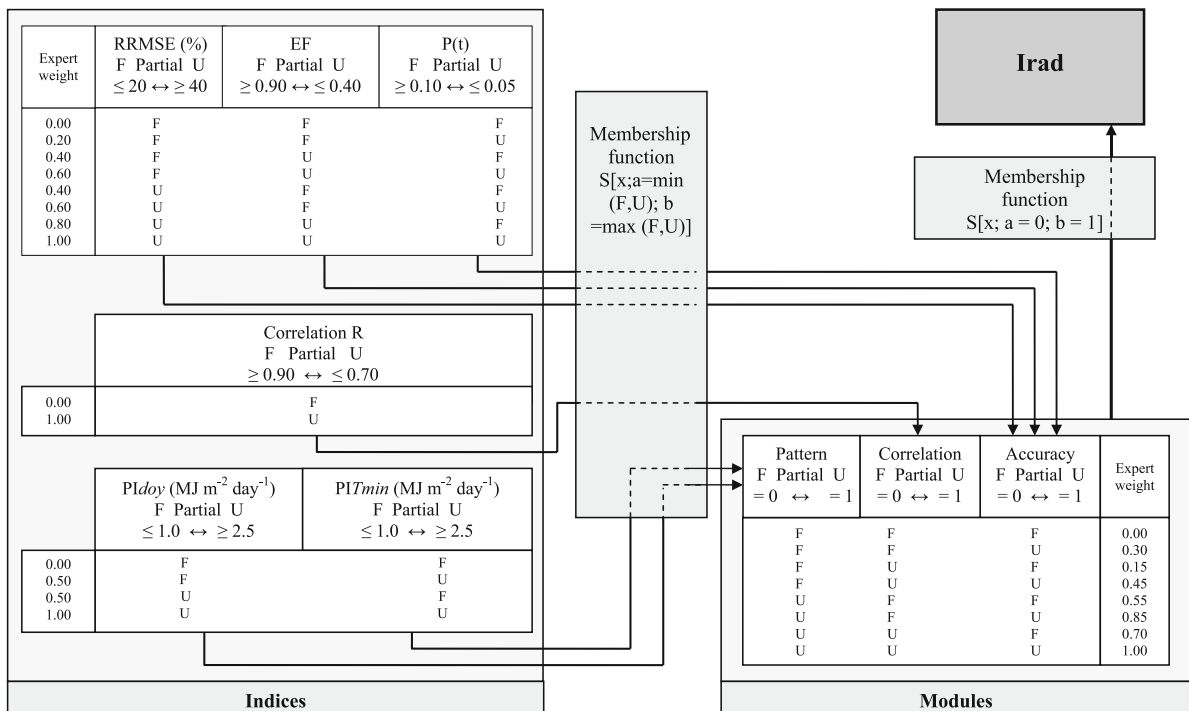 Expert weight
RRMSE (%)
F Partial U
≤ 20 ↔ ≥ 40
EF
F Partial U
≥ 0.90 ↔ ≤ 0.40
P(t)
F Partial U
≥ 0.10 ↔ ≤ 0.05
0.00 F F F
0.20 F F U
0.40 F U F
0.60 F U U
0.40 U F F
0.60 U F U
0.80 U U F
1.00 U U U
Correlation R
F Partial U
≥ 0.90 ↔ ≤ 0.70
0.00 F
1.00 U
PIdoy (MJ m⁻² day⁻¹)
F Partial U
≤ 1.0 ↔ ≥ 2.5
PITmin (MJ m⁻² day⁻¹)
F Partial U
≤ 1.0 ↔ ≥ 2.5
0.00 F F
0.50 F U
0.50 U F
1.00 U U
Indices
Membership
function
S[x;a=min
(F,U); b
=max (F,U)]
Irad
Membership
function
S[x; a = 0; b = 1]
Pattern
F Partial U
= 0 ↔ = 1
Correlation
F Partial U
= 0 ↔ = 1
Accuracy
F Partial U
= 0 ↔ = 1
Expert
weight
F F F 0.00
F F U 0.30
F U F 0.15
F U U 0.45
U F F 0.55
U F U 0.85
U U F 0.70
U U U 1.00
Modules